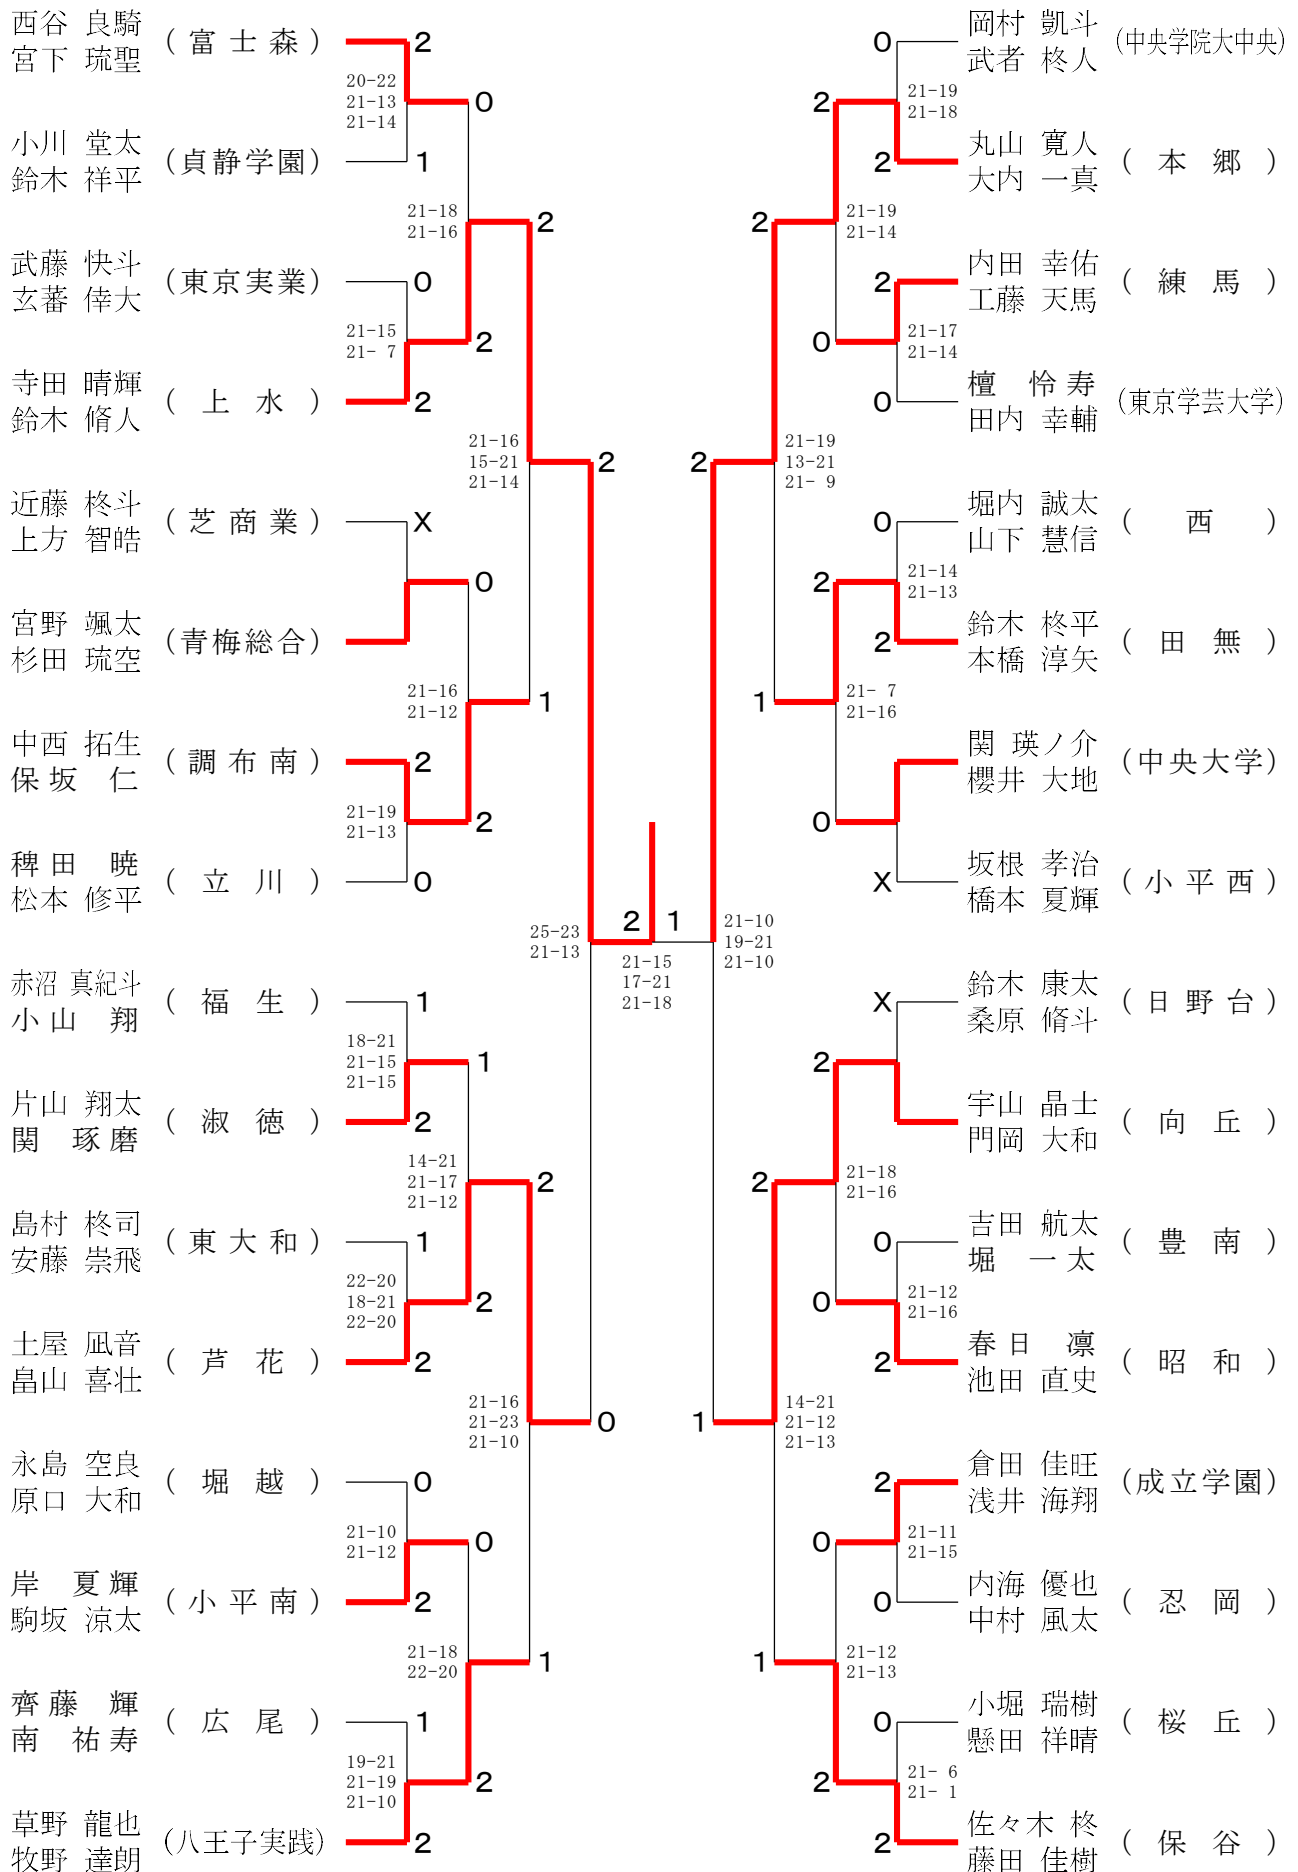 西谷 良騎
宮下 琉聖
(富士森)
2
20-22
21-13
21-14
0
小川 堂太
鈴木 祥平
(貞静学園)
1
21-18
21-16
2
武藤 快斗
玄蕃 倖大
(東京実業)
0
21-15
21- 7
2
寺田 晴輝
鈴木 脩人
(上水)
2
21-16
15-21
21-14
2
近藤 柊斗
上方 智皓
(芝商業)
X
0
宮野 颯太
杉田 琉空
(青梅総合)
21-16
21-12
1
中西 拓生
保坂 仁
(調布南)
2
21-19
21-13
2
稗田 暁
松本 修平
(立川)
0
25-23
21-13
2
1
21-15
17-21
21-18
赤沼 真紀斗
小山 翔
(福生)
1
18-21
21-15
21-15
1
片山 翔太
関 琢磨
(淑徳)
2
14-21
21-17
21-12
2
島村 柊司
安藤 崇飛
(東大和)
1
22-20
18-21
22-20
2
土屋 凪音
畠山 喜壮
(芦花)
2
21-16
21-23
21-10
0
永島 空良
原口 大和
(堀越)
0
21-10
21-12
0
岸 夏輝
駒坂 涼太
(小平南)
2
21-18
22-20
1
齊藤 輝
南 祐寿
(広尾)
1
19-21
21-19
21-10
2
草野 龍也
牧野 達朗
(八王子実践)
2
岡村 凱斗
武者 柊人
(中央学院大中央)
0
21-19
21-18
2
丸山 寛人
大内 一真
(本郷)
2
21-19
21-14
2
内田 幸佑
工藤 天馬
(練馬)
2
21-17
21-14
0
檀 怜寿
田内 幸輔
(東京学芸大学)
0
21-19
13-21
21- 9
2
堀内 誠太
山下 慧信
(西)
0
21-14
21-13
2
鈴木 柊平
本橋 淳矢
(田無)
2
21- 7
21-16
1
関 瑛ノ介
櫻井 大地
(中央大学)
0
坂根 孝治
橋本 夏輝
(小平西)
X
21-10
19-21
21-10
鈴木 康太
桑原 脩斗
(日野台)
X
2
宇山 晶士
門岡 大和
(向丘)
21-18
21-16
2
吉田 航太
堀 一太
(豊南)
0
21-12
21-16
0
春日 凛
池田 直史
(昭和)
2
14-21
21-12
21-13
1
倉田 佳旺
浅井 海翔
(成立学園)
2
21-11
21-15
0
内海 優也
中村 風太
(忍岡)
0
21-12
21-13
1
小堀 瑞樹
懸田 祥晴
(桜丘)
0
21- 6
21- 1
2
佐々木 柊
藤田 佳樹
(保谷)
2